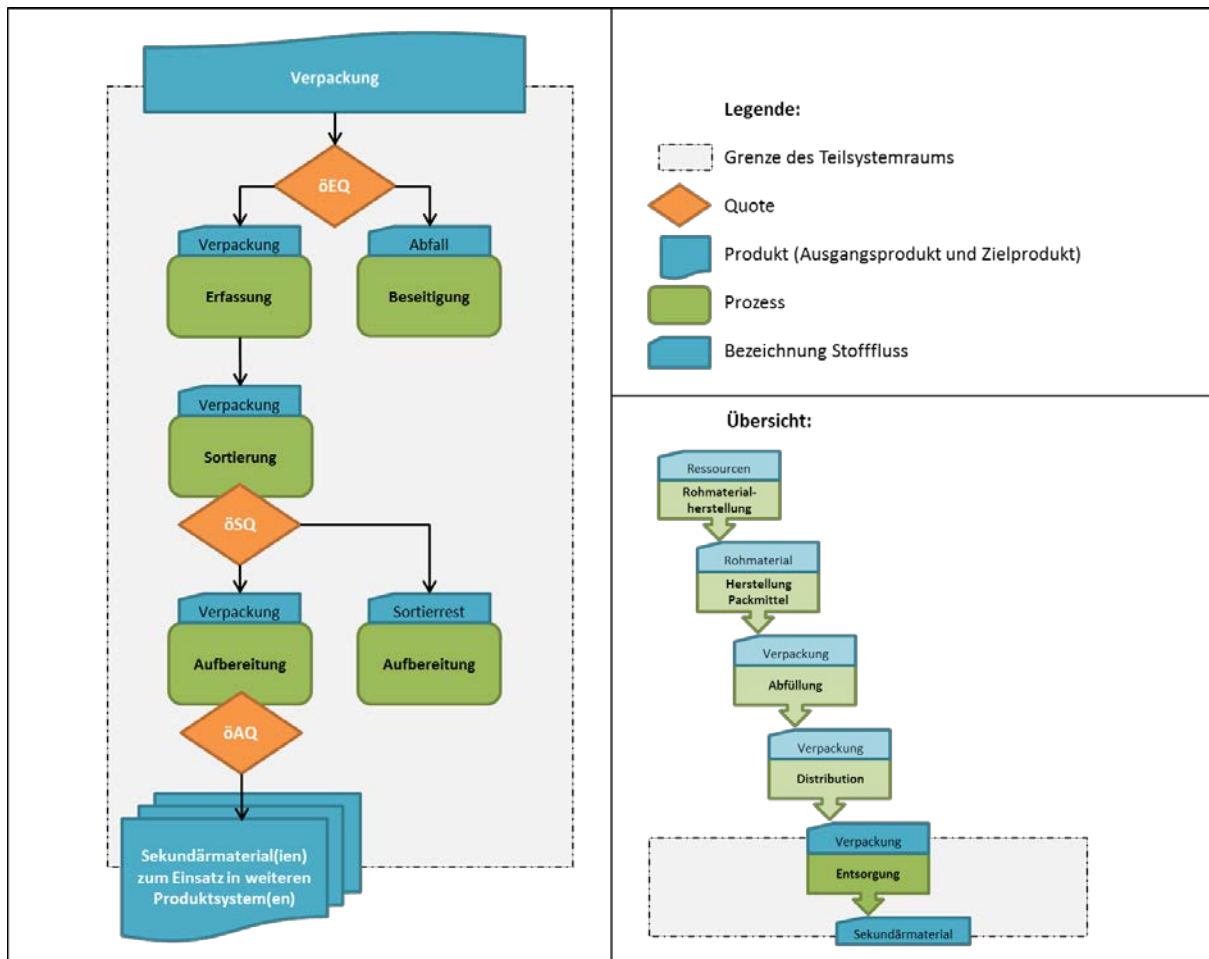 Verpackung
öEQ
Verpackung
Abfall
Erfassung
Beseitigung
Verpackung
Sortierung
öSQ
Verpackung
Sortierrest
Aufbereitung
Aufbereitung
öAQ
Sekundärmaterial(ien)
zum Einsatz in weiteren
Produktsystem(en)
Legende:
Grenze des Teilsystemraums
Quote
Produkt (Ausgangsprodukt und Zielprodukt)
Prozess
Bezeichnung Stofffluss
Übersicht:
Ressourcen
Rohmaterial-
herstellung
Rohmaterial
Herstellung
Packmittel
Verpackung
Abfüllung
Verpackung
Distribution
Verpackung
Entsorgung
Sekundärmaterial